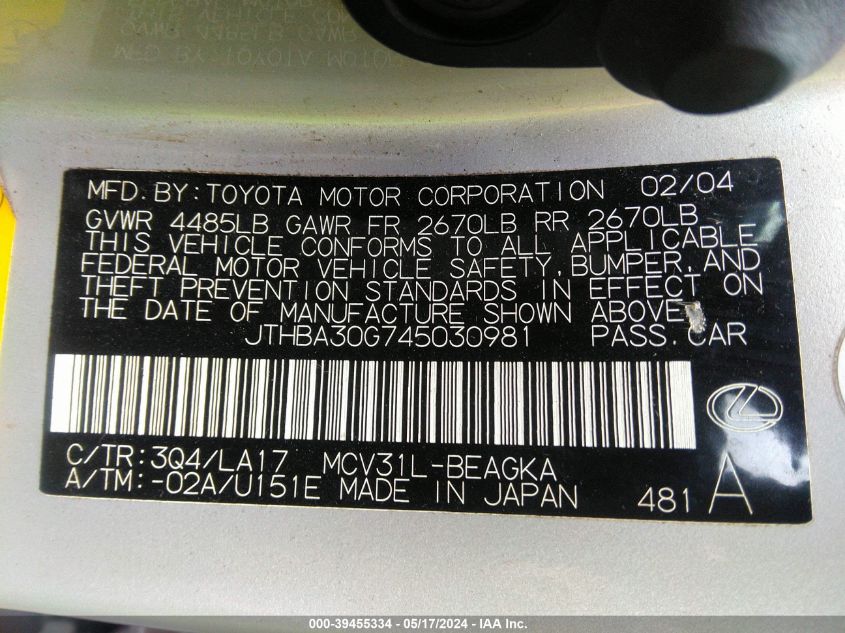 MFD. BY: TOYOTA MOTOR CORPORATION 02/04
GVWR 4485LB GAWR FR 2670LB RR 2670LB
THIS VEHICLE CONFORMS TO ALL APPLICABLE
FEDERAL MOTOR VEHICLE SAFETY, BUMPER, AND
THEFT PREVENTION STANDARDS IN EFFECT ON
THE DATE OF MANUFACTURE SHOWN ABOVE.
JTHBA30G745030981 PASS. CAR
C/TR: 3Q4/LA17 MCV31L-BEAGKA
A/TM: -02A/U151E MADE IN JAPAN 481 A
000-39455334 - 05/17/2024 - IAA Inc.